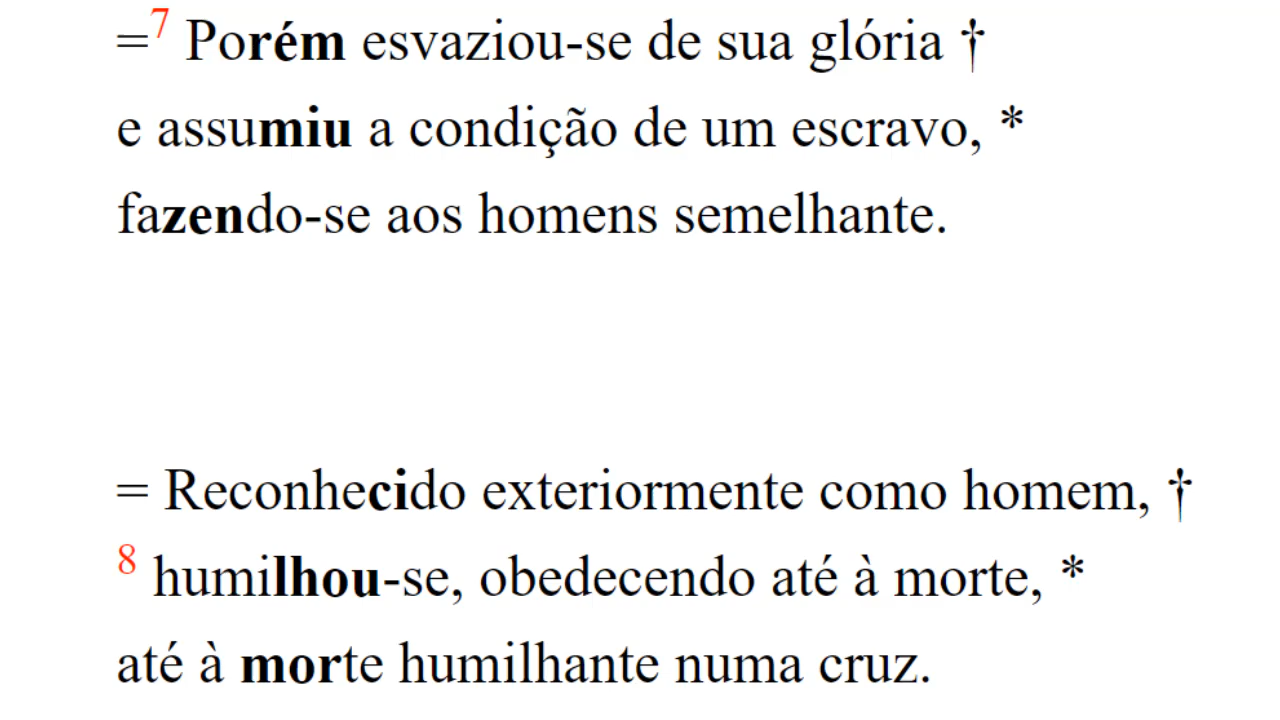 =7 Porém esvaziou-se de sua glória †
e assumiu a condição de um escravo, *
fazendo-se aos homens semelhante.
= Reconhecido exteriormente como homem, †
8 humilhou-se, obedecendo até à morte, *
até à morte humilhante numa cruz.